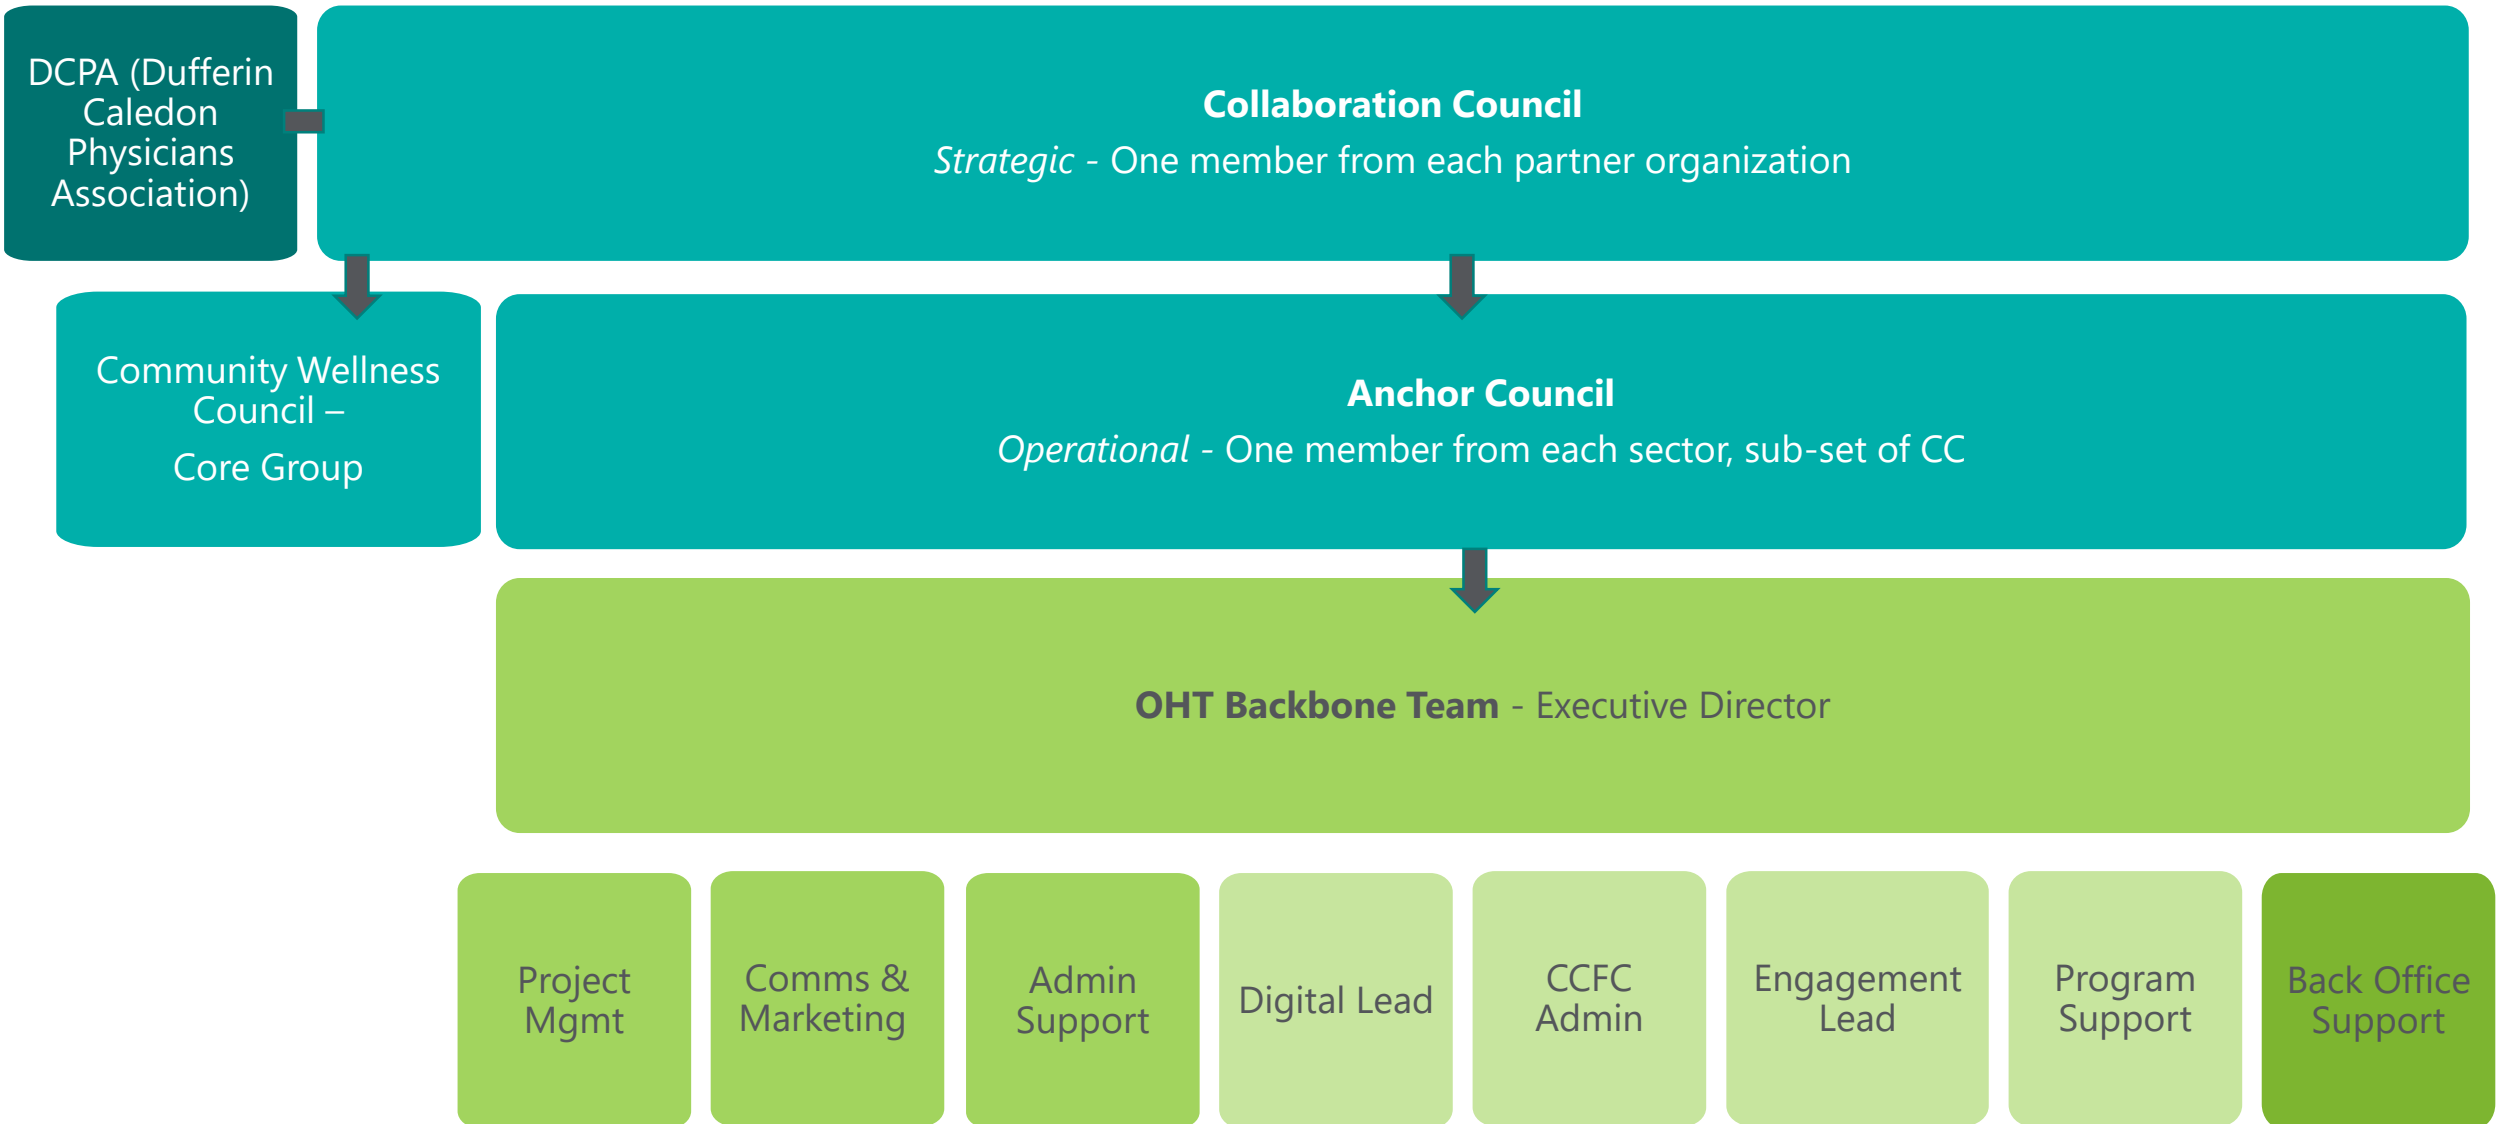 DCPA (Dufferin
Caledon
Physicians
Association)
Collaboration Council
Strategic - One member from each partner organization
Community Wellness
Council –
Core Group
Anchor Council
Operational - One member from each sector, sub-set of CC
OHT Backbone Team - Executive Director
Project
Mgmt
Comms &
Marketing
Admin
Support
Digital Lead
CCFC
Admin
Engagement
Lead
Program
Support
Back Office
Support